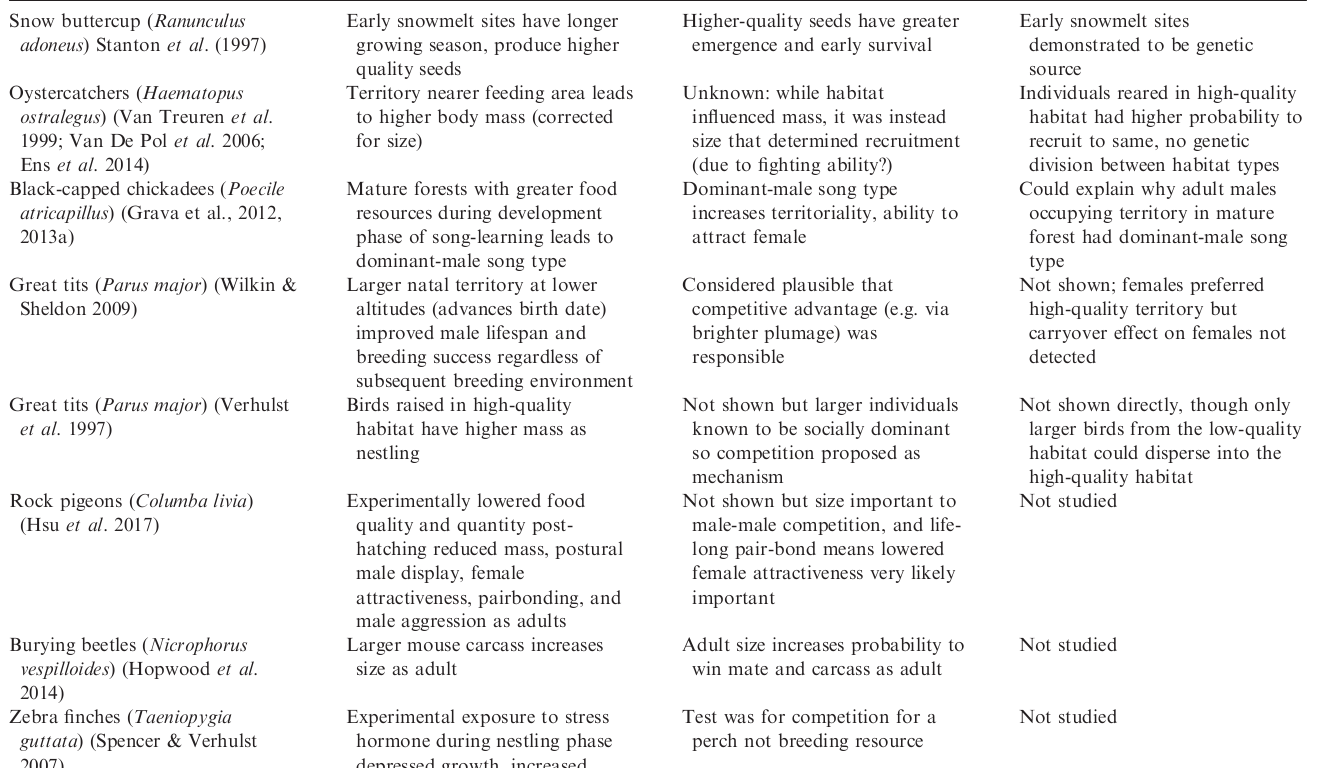 Snow buttercup (Ranunculus
adoneus) Stanton et al. (1997)
Early snowmelt sites have longer
growing season, produce higher
quality seeds
Higher-quality seeds have greater
emergence and early survival
Early snowmelt sites
demonstrated to be genetic
source
Oystercatchers (Haematopus
ostralegus) (Van Treuren et al.
1999; Van De Pol et al. 2006;
Ens et al. 2014)
Territory nearer feeding area leads
to higher body mass (corrected
for size)
Unknown: while habitat
influenced mass, it was instead
size that determined recruitment
(due to fighting ability?)
Individuals reared in high-quality
habitat had higher probability to
recruit to same, no genetic
division between habitat types
Black-capped chickadees (Poecile
atricapillus) (Grava et al., 2012,
2013a)
Mature forests with greater food
resources during development
phase of song-learning leads to
dominant-male song type
Dominant-male song type
increases territoriality, ability to
attract female
Could explain why adult males
occupying territory in mature
forest had dominant-male song
type
Great tits (Parus major) (Wilkin &
Sheldon 2009)
Larger natal territory at lower
altitudes (advances birth date)
improved male lifespan and
breeding success regardless of
subsequent breeding environment
Considered plausible that
competitive advantage (e.g. via
brighter plumage) was
responsible
Not shown; females preferred
high-quality territory but
carryover effect on females not
detected
Great tits (Parus major) (Verhulst
et al. 1997)
Birds raised in high-quality
habitat have higher mass as
nestling
Not shown but larger individuals
known to be socially dominant
so competition proposed as
mechanism
Not shown directly, though only
larger birds from the low-quality
habitat could disperse into the
high-quality habitat
Rock pigeons (Columba livia)
(Hsu et al. 2017)
Experimentally lowered food
quality and quantity post-
hatching reduced mass, postural
male display, female
attractiveness, pairbonding, and
male aggression as adults
Not shown but size important to
male-male competition, and life-
long pair-bond means lowered
female attractiveness very likely
important
Not studied
Burying beetles (Nicrophorus
vespilloides) (Hopwood et al.
2014)
Larger mouse carcass increases
size as adult
Adult size increases probability to
win mate and carcass as adult
Not studied
Zebra finches (Taeniopygia
guttata) (Spencer & Verhulst
2007)
Experimental exposure to stress
hormone during nestling phase
depressed growth, increased
Test was for competition for a
perch not breeding resource
Not studied